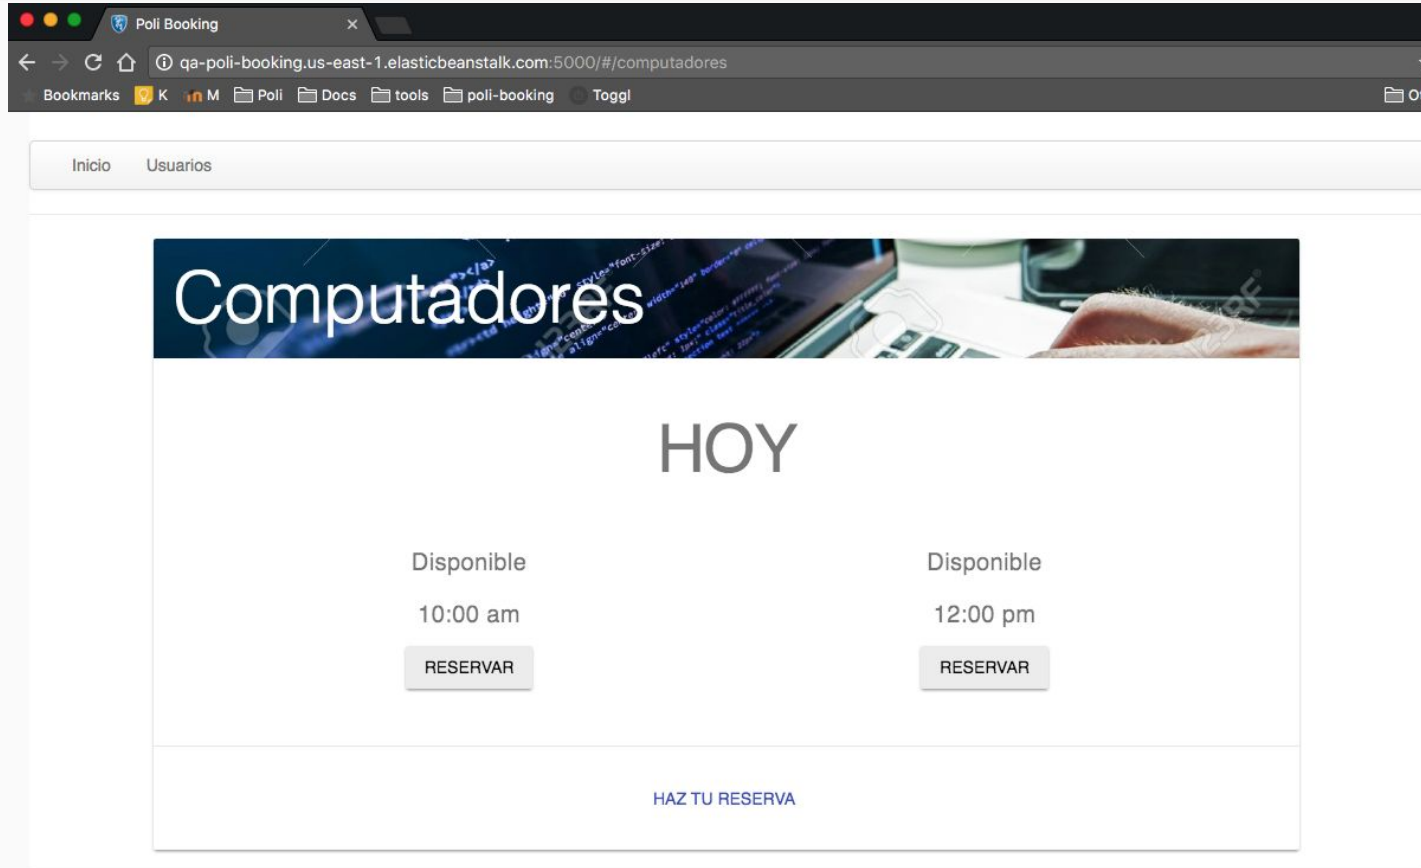 Poli Booking
qa-poli-booking.us-east-1.elasticbeanstalk.com:5000/#/computadores
Bookmarks K M Poli Docs tools poli-booking Toggl
Inicio Usuarios
Computadores
HOY
Disponible Disponible
10:00 am 12:00 pm
RESERVAR RESERVAR
HAZ TU RESERVA